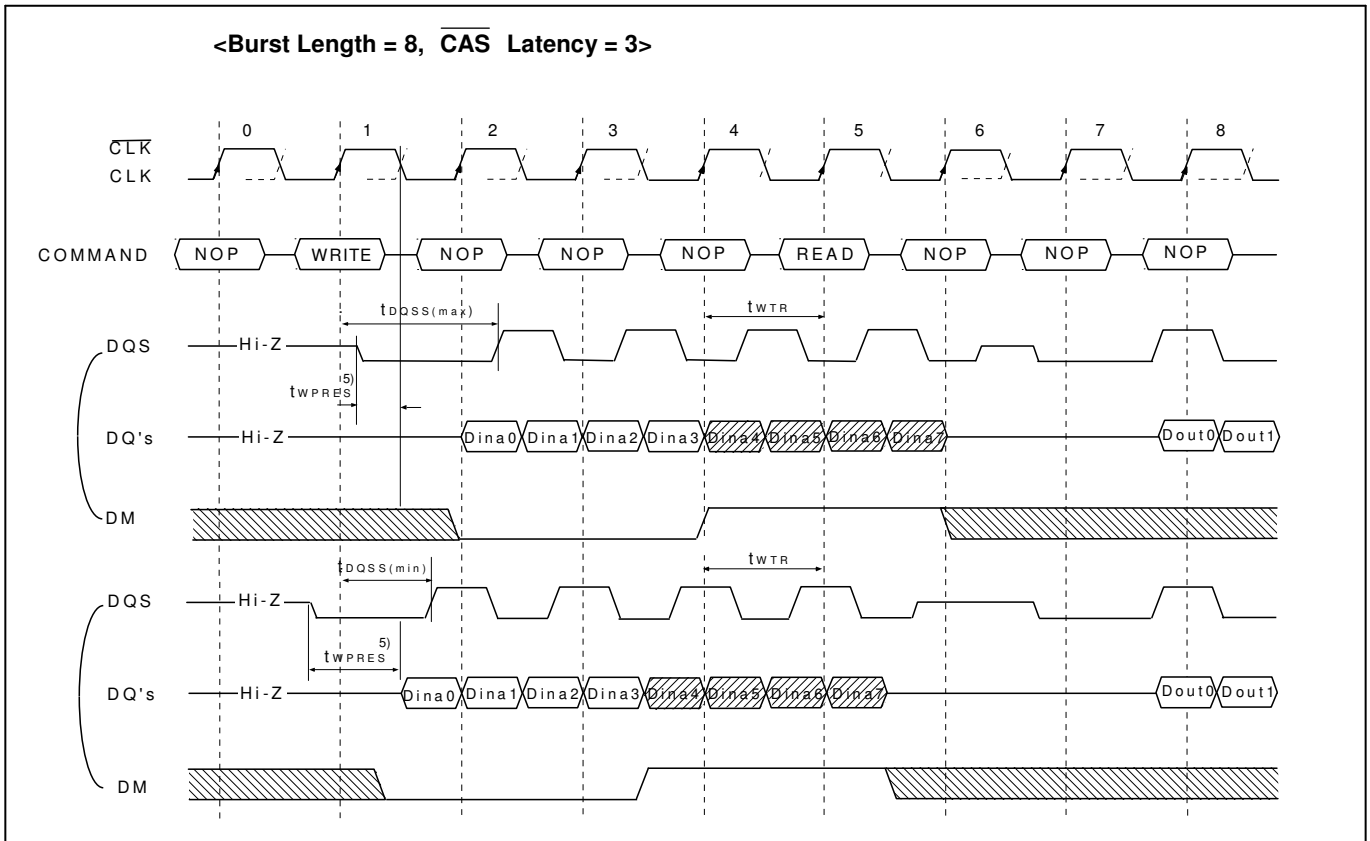 <Burst Length = 8, CAS Latency = 3>
0 1 2 3 4 5 6 7 8
CLK
CLK
COMMAND NOP WRITE NOP NOP NOP READ NOP NOP NOP
tDQSS(max) tWTR
DQS Hi-Z
tWPRES 5)
DQ's Hi-Z Dina0 Dina1 Dina2 Dina3 Dina4 Dina5 Dina6 Dina7 Dout0 Dout1
DM
tDQSS(min) tWTR
DQS Hi-Z
tWPRES 5)
DQ's Hi-Z Dina0 Dina1 Dina2 Dina3 Dina4 Dina5 Dina6 Dina7 Dout0 Dout1
DM